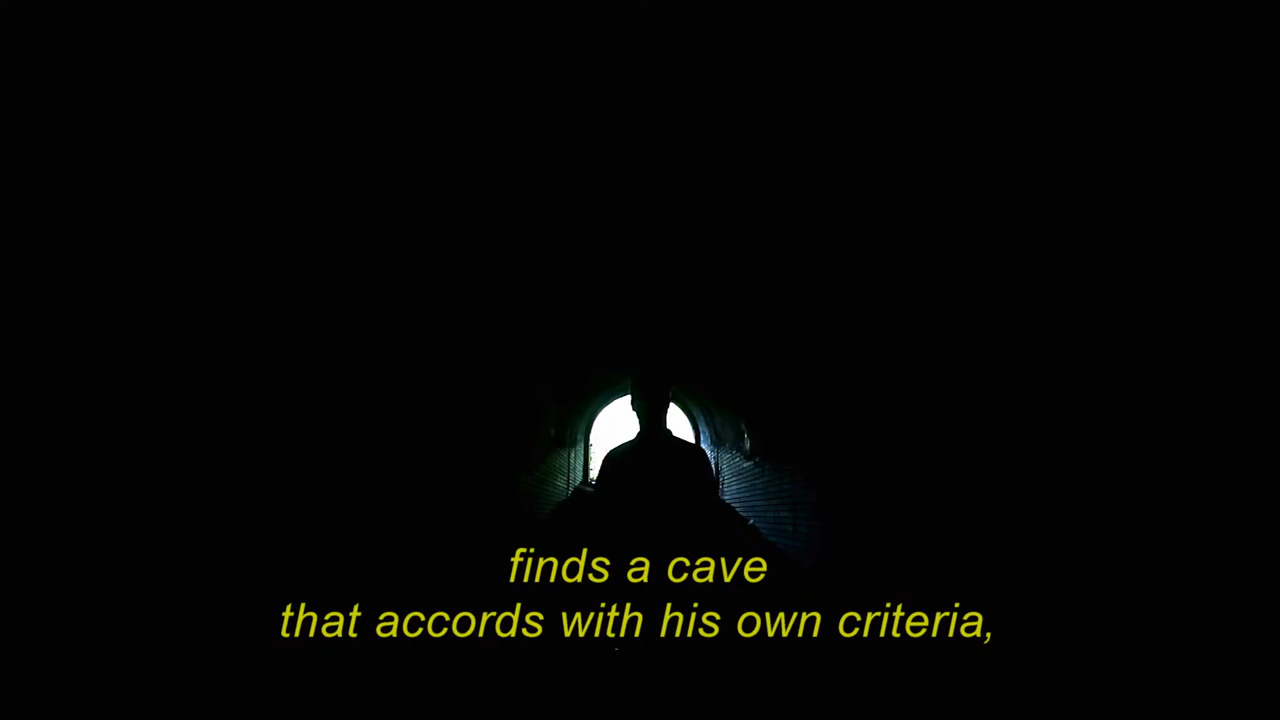 finds a cave
that accords with his own criteria,